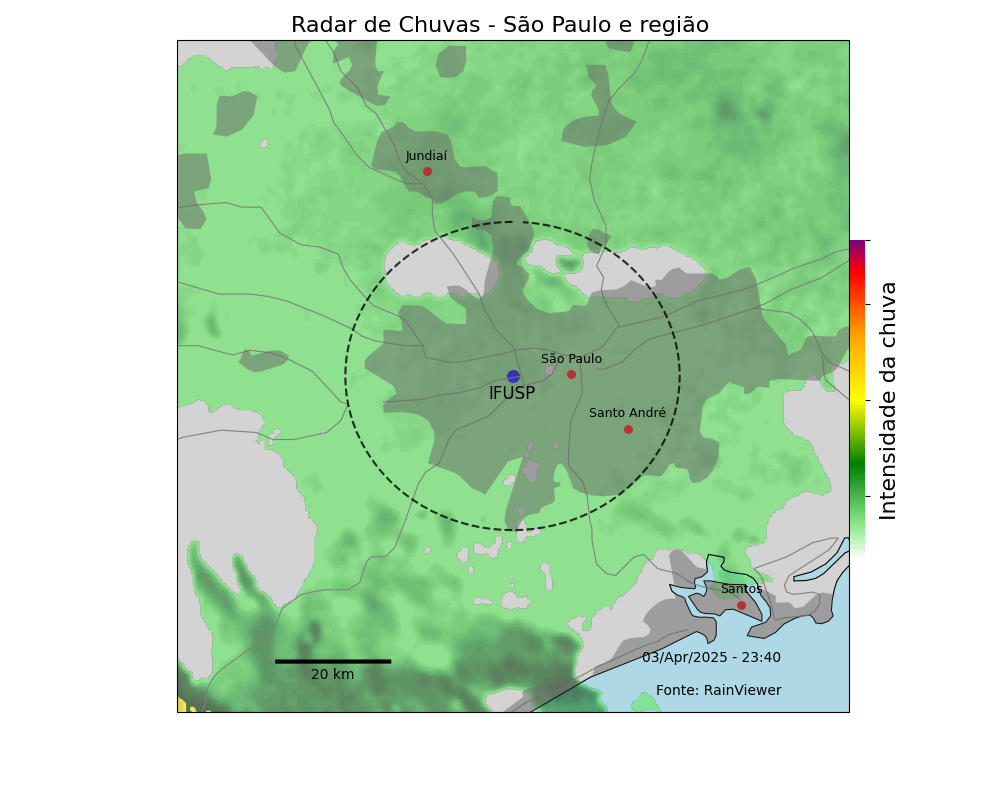 Radar de Chuvas - São Paulo e região
Jundiaí
São Paulo
IFUSP
Santo André
Intensidade da chuva
Santos
03/Apr/2025 - 23:40
20 km
Fonte: RainViewer